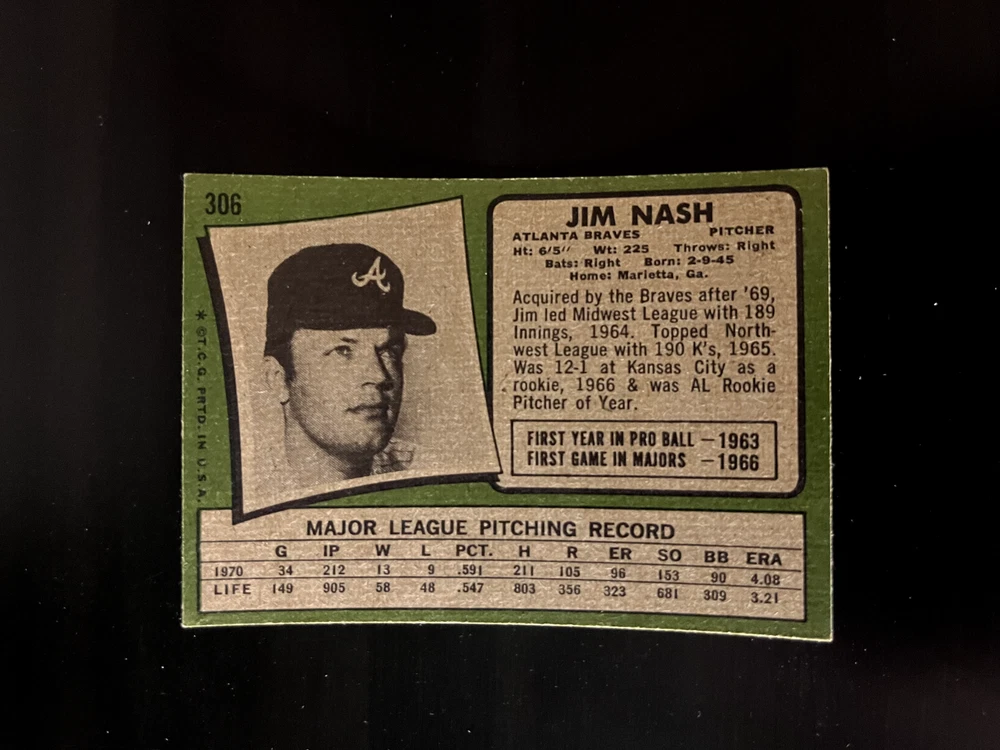 306
A
* ©T.C.G. PRTD. IN U.S.A.
JIM NASH
ATLANTA BRAVES PITCHER
Ht: 6'5" Wt: 225 Throws: Right
Bats: Right Born: 2-9-45
Home: Marietta, Ga.
Acquired by the Braves after '69,
Jim led Midwest League with 189
Innings, 1964. Topped North-
west League with 190 K's, 1965.
Was 12-1 at Kansas City as a
rookie, 1966 & was AL Rookie
Pitcher of Year.
FIRST YEAR IN PRO BALL — 1963
FIRST GAME IN MAJORS — 1966
MAJOR LEAGUE PITCHING RECORD
G IP W L PCT. H R ER SO BB ERA
1970 34 212 13 9 .591 211 105 96 153 90 4.08
LIFE 149 905 58 48 .547 803 356 323 681 309 3.21